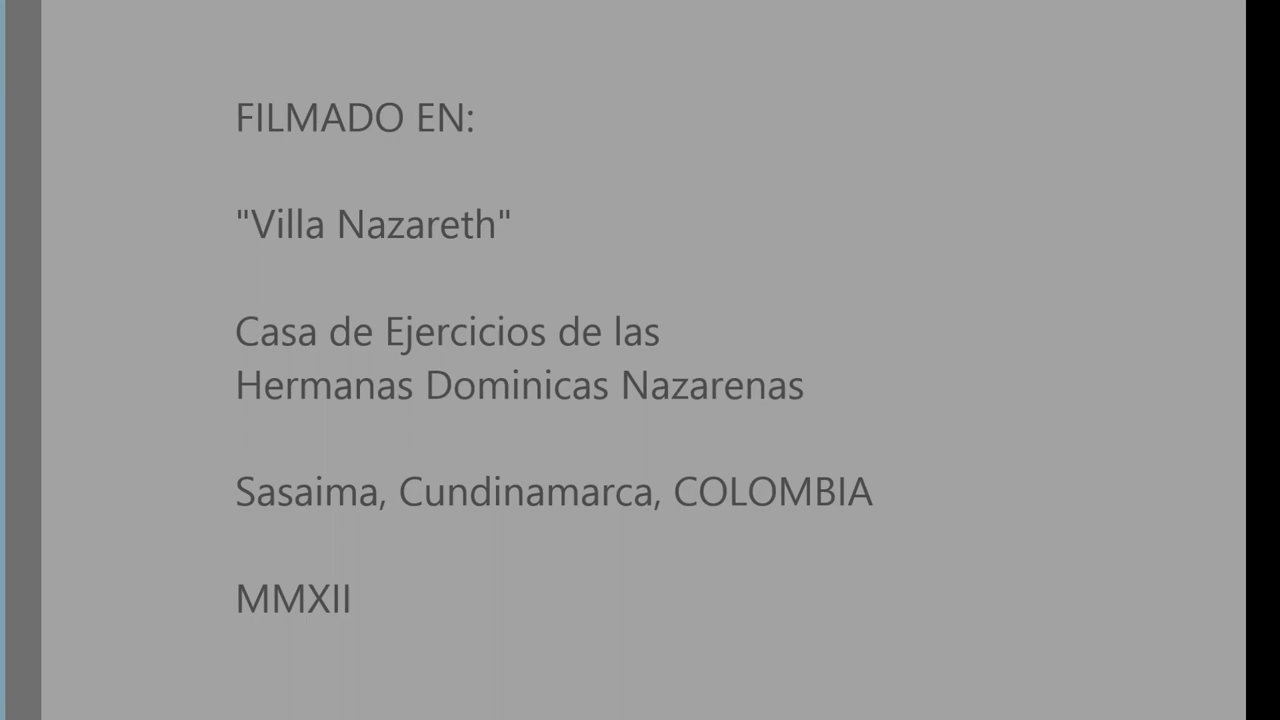 FILMADO EN:
"Villa Nazareth"
Casa de Ejercicios de las
Hermanas Dominicas Nazarenas
Sasaima, Cundinamarca, COLOMBIA
MMXII